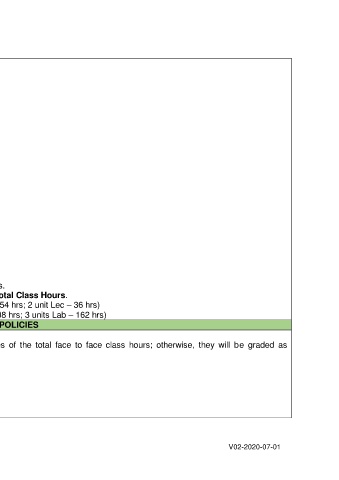 s.
otal Class Hours.
54 hrs; 2 unit Lec – 36 hrs)
08 hrs; 3 units Lab – 162 hrs)
POLICIES
s of the total face to face class hours; otherwise, they will be graded as
V02-2020-07-01